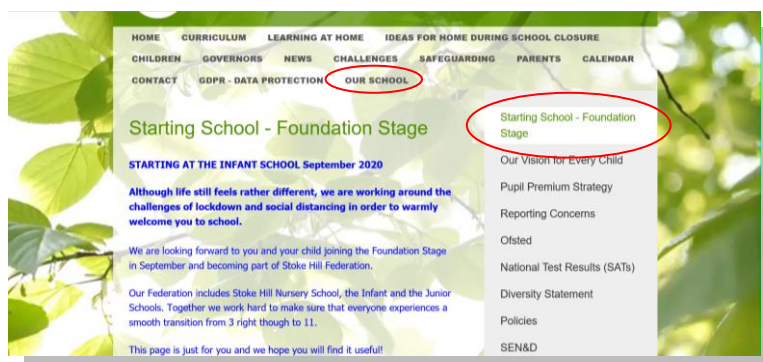 HOME CURRICULUM LEARNING AT HOME IDEAS FOR HOME DURING SCHOOL CLOSURE
CHILDREN GOVERNORS NEWS CHALLENGES SAFEGUARDING PARENTS CALENDAR
CONTACT GDPR - DATA PROTECTION OUR SCHOOL
Starting School - Foundation Stage
STARTING AT THE INFANT SCHOOL September 2020
Although life still feels rather different, we are working around the
challenges of lockdown and social distancing in order to warmly
welcome you to school.
We are looking forward to you and your child joining the Foundation Stage
in September and becoming part of Stoke Hill Federation.
Our Federation includes Stoke Hill Nursery School, the Infant and the Junior
Schools. Together we work hard to make sure that everyone experiences a
smooth transition from 3 right though to 11.
This page is just for you and we hope you will find it useful!
Starting School - Foundation
Stage
Our Vision for Every Child
Pupil Premium Strategy
Reporting Concerns
Ofsted
National Test Results (SATs)
Diversity Statement
Policies
SEN&D